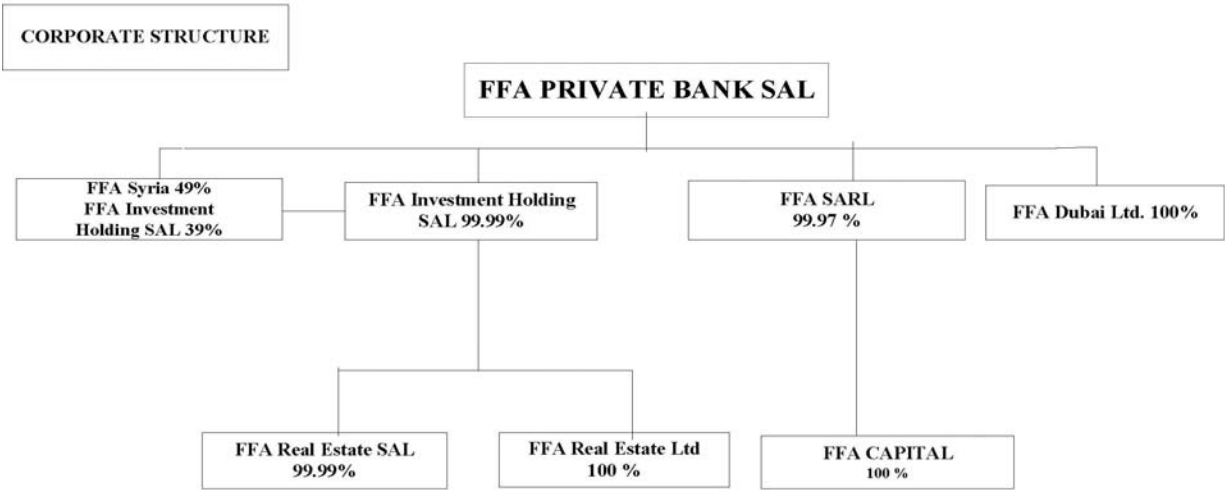 CORPORATE STRUCTURE
FFA PRIVATE BANK SAL
FFA Syria 49%
FFA Investment
Holding SAL 39%
FFA Investment Holding
SAL 99.99%
FFA SARL
99.97 %
FFA Dubai Ltd. 100%
FFA Real Estate SAL
99.99%
FFA Real Estate Ltd
100 %
FFA CAPITAL
100 %